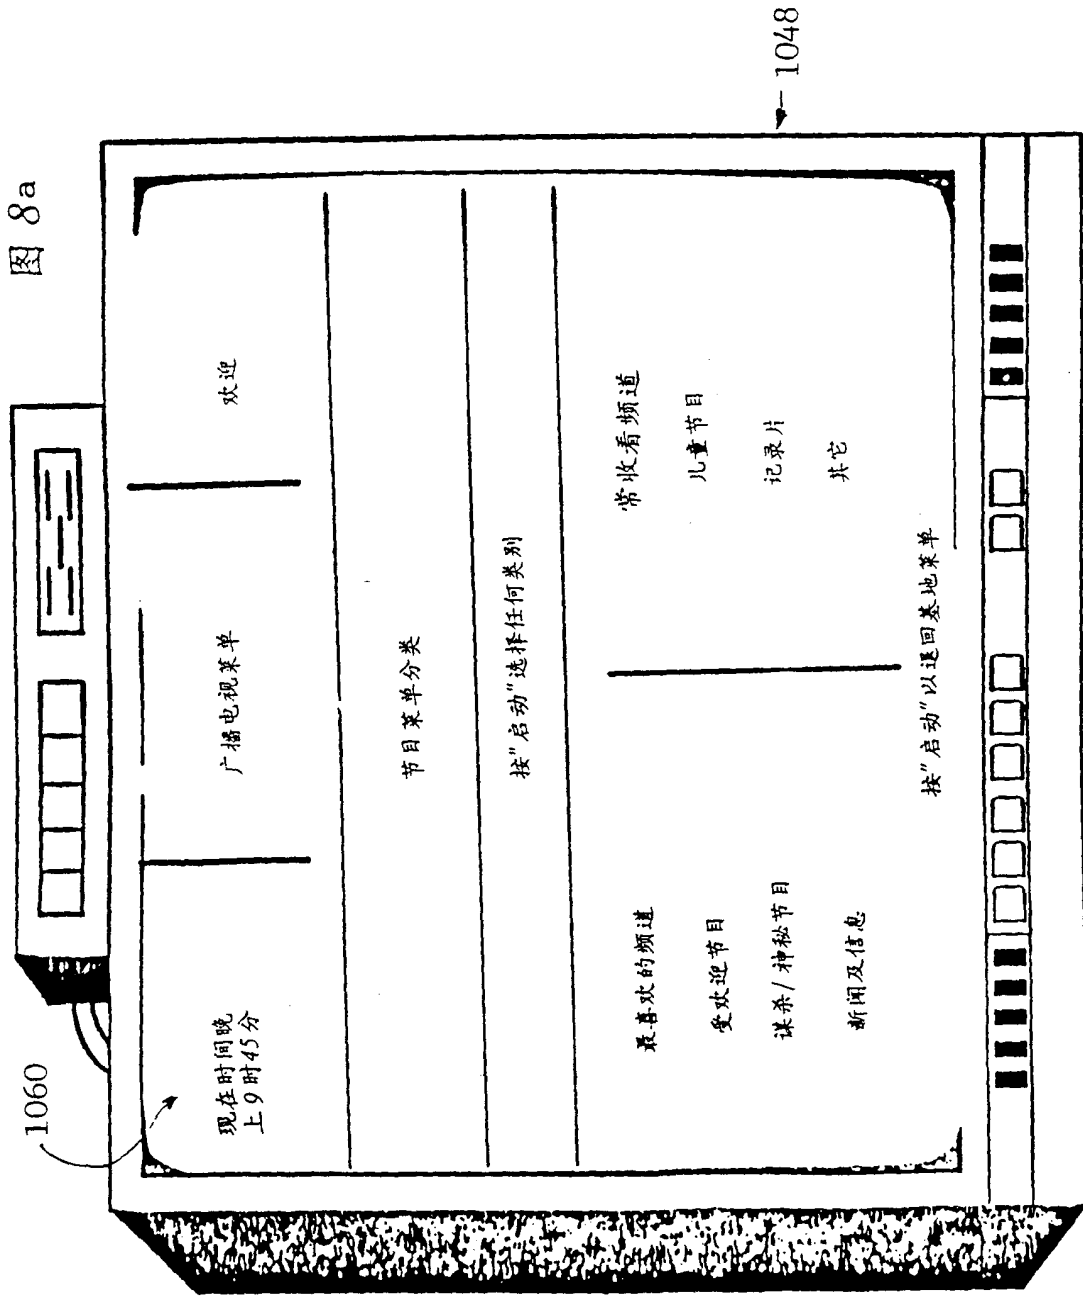 图 8a
1048
1060
现在时间晚
上9时45分
广播电视菜单
欢迎
节目菜单分类
按"启动"选择任何类别
最喜欢的频道
受欢迎节目
谋杀/神秘节目
新闻及信息
常收看频道
儿童节目
记录片
其它
按"启动"以退回基地菜单